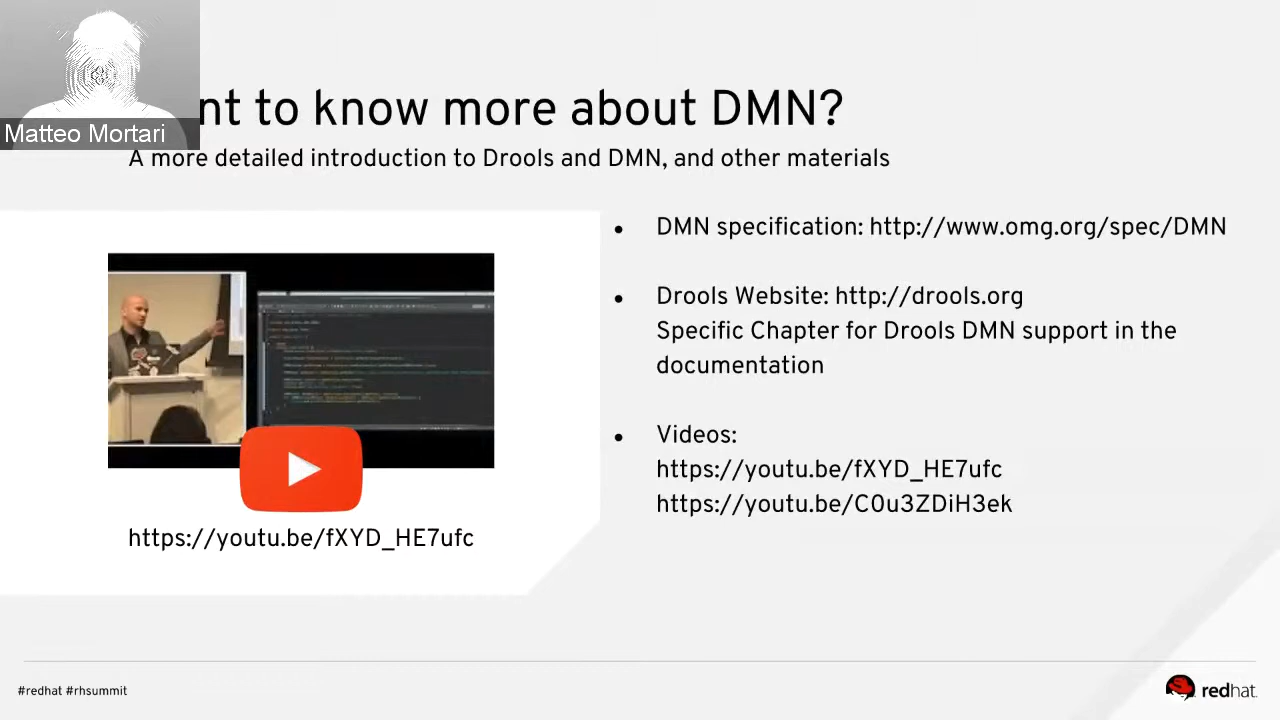 Matteo Mortari
nt to know more about DMN?
A more detailed introduction to Drools and DMN, and other materials
DMN specification: http://www.omg.org/spec/DMN
Drools Website: http://drools.org
Specific Chapter for Drools DMN support in the
documentation
Videos:
https://youtu.be/fXYD_HE7ufc
https://youtu.be/C0u3ZDiH3ek
https://youtu.be/fXYD_HE7ufc
#redhat #rhsummit
redhat.